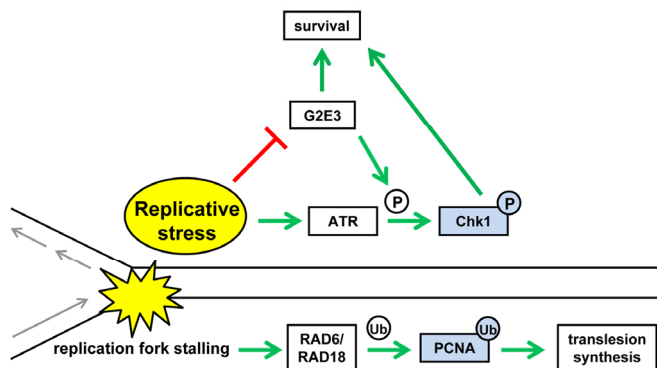 survival
G2E3
Replicative
stress
ATR
P
Chk1
P
replication fork stalling
RAD6/
RAD18
Ub
PCNA
Ub
translesion
synthesis